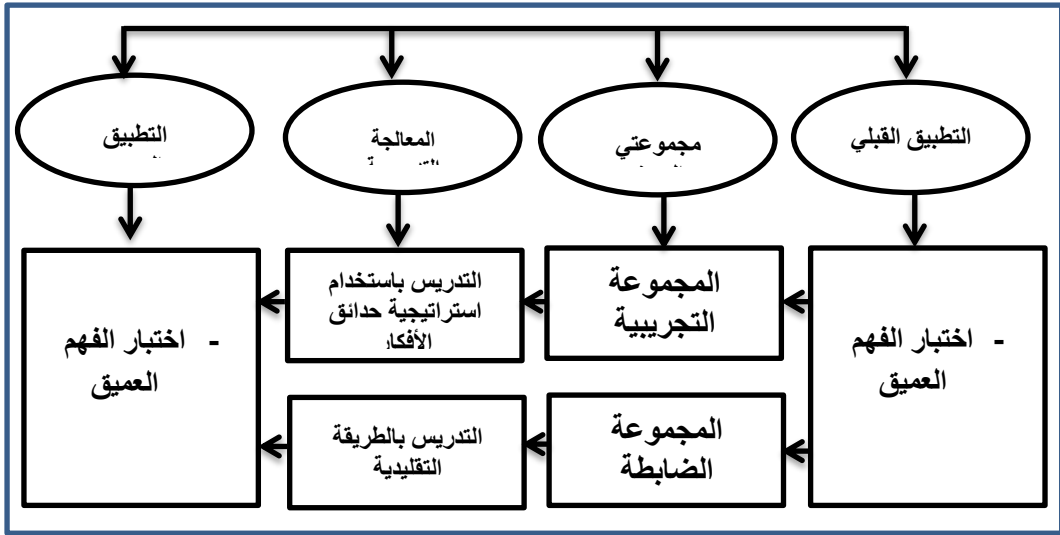 التطبيق القبلي
مجموعتي
المعالجة
التطبيق
- اختبار الفهم
العميق
المجموعة
التجريبية
التدريس باستخدام
استراتيجية حدائق
الأفكار
- اختبار الفهم
العميق
المجموعة
الضابطة
التدريس بالطريقة
التقليدية